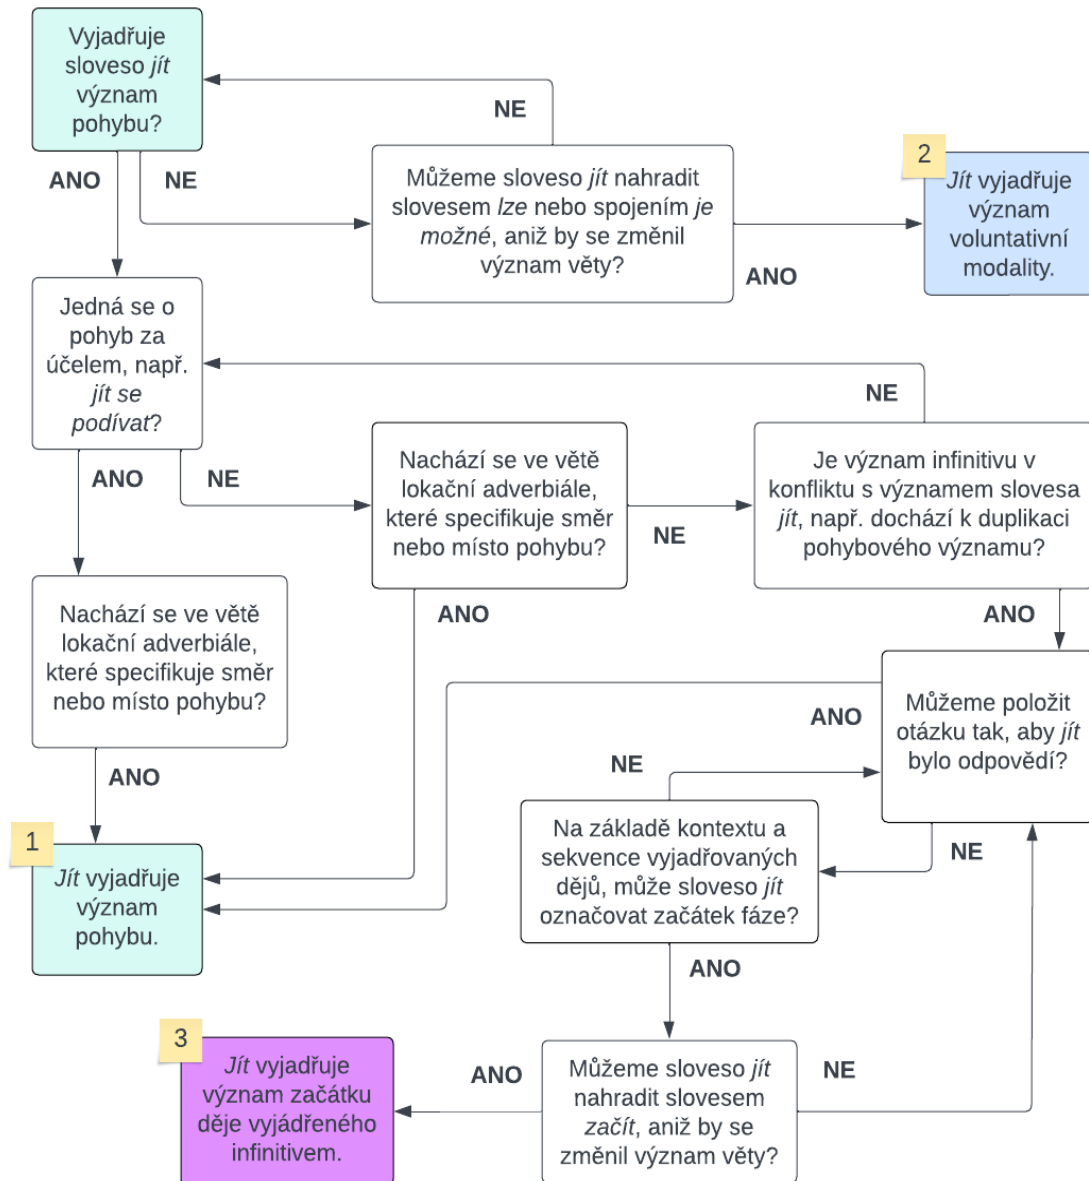 Vyjadřuje
sloveso jít
význam
pohybu?
NE
ANO
NE
Můžeme sloveso jít nahradit
slovesem lze nebo spojením je
možné, aniž by se změnil
význam věty?
ANO
2
Jít vyjadřuje
význam
voluntativní
modality.
Jedná se o
pohyb za
účelem, např.
jít se
podívat?
NE
ANO
NE
Nachází se ve větě
lokační adverbiále,
které specifikuje směr
nebo místo pohybu?
NE
ANO
Je význam infinitivu v
konfliktu s významem slovesa
jít, např. dochází k duplikaci
pohybového významu?
ANO
Nachází se ve větě
lokační adverbiále,
které specifikuje směr
nebo místo pohybu?
ANO
Můžeme položit
otázku tak, aby jít
bylo odpovědí?
ANO
NE
NE
Na základě kontextu a
sekvence vyjadřovaných
dějů, může sloveso jít
označovat začátek fáze?
ANO
1
Jít vyjadřuje
význam
pohybu.
3
Jít vyjadřuje
význam začátku
děje vyjádřeného
infinitivem.
ANO
Můžeme sloveso jít
nahradit slovesem
začít, aniž by se
změnil význam věty?
NE